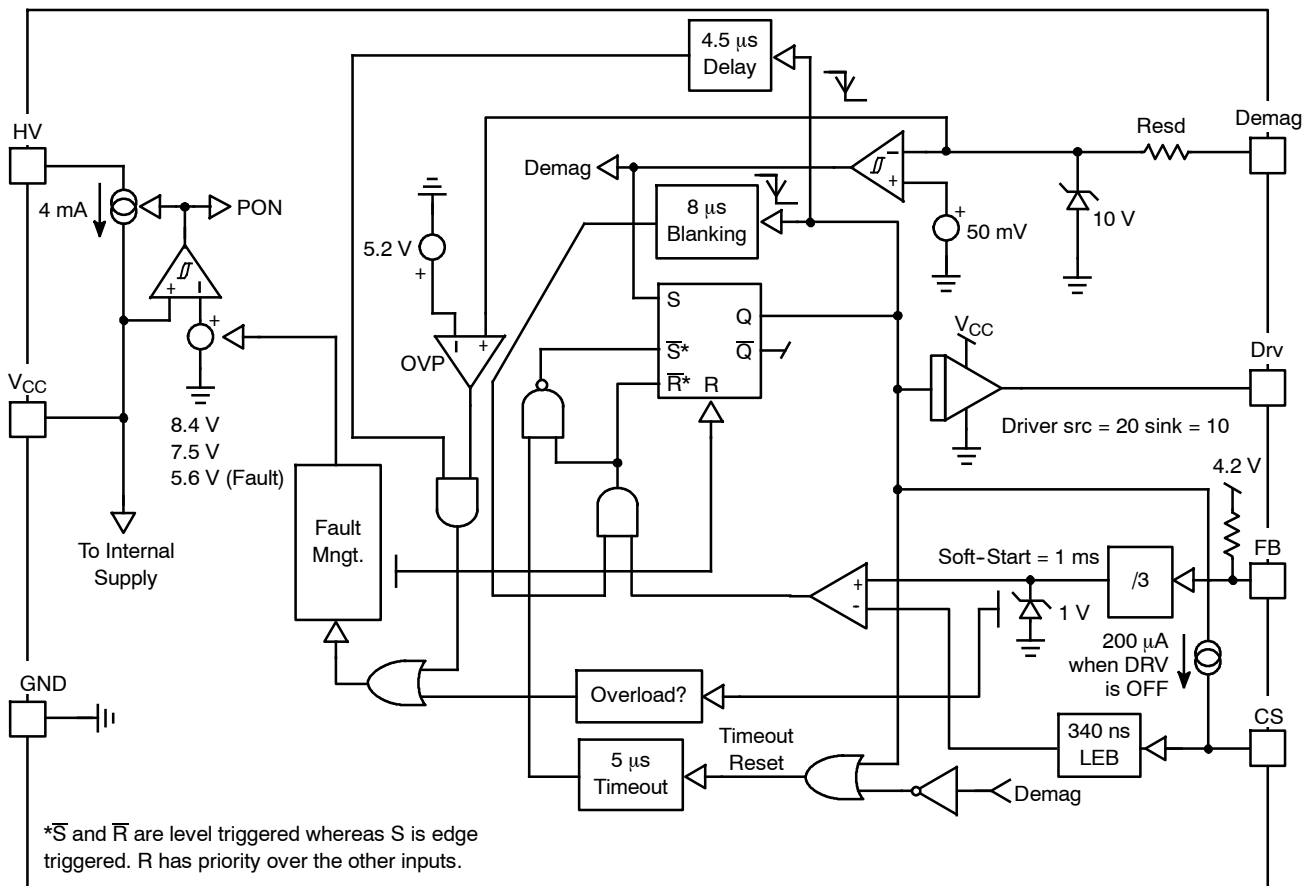 4.5 μs
Delay
HV
Demag
Resd
4 mA
PON
Demag
8 μs
Blanking
+
50 mV
10 V
5.2 V
+
+
−
+
−
+
S
Q
S̅*
Q̅
R̅*
R
OVP
−
+
VCC
Drv
VCC
8.4 V
7.5 V
5.6 V (Fault)
Driver src = 20 sink = 10
4.2 V
Fault
Mngt.
To Internal
Supply
FB
Soft-Start = 1 ms
/3
+
-
1 V
200 μA
when DRV
is OFF
GND
Overload?
CS
340 ns
LEB
5 μs
Timeout
Timeout
Reset
Demag
*S̅ and R̅ are level triggered whereas S is edge
triggered. R has priority over the other inputs.